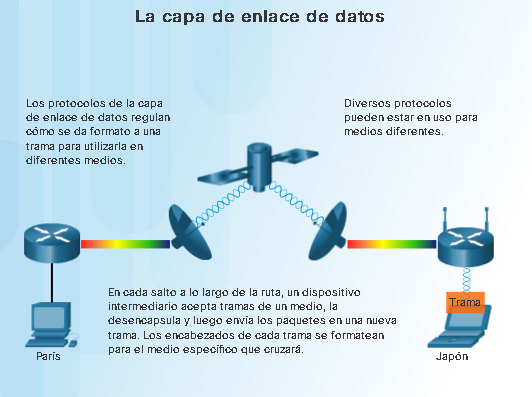 La capa de enlace de datos
Los protocolos de la capa
de enlace de datos regulan
cómo se da formato a una
trama para utilizarla en
diferentes medios.
Diversos protocolos
pueden estar en uso para
medios diferentes.
En cada salto a lo largo de la ruta, un dispositivo
intermediario acepta tramas de un medio, la
desencapsula y luego envía los paquetes en una nueva
trama. Los encabezados de cada trama se formatean
para el medio específico que cruzará.
Trama
París
Japón